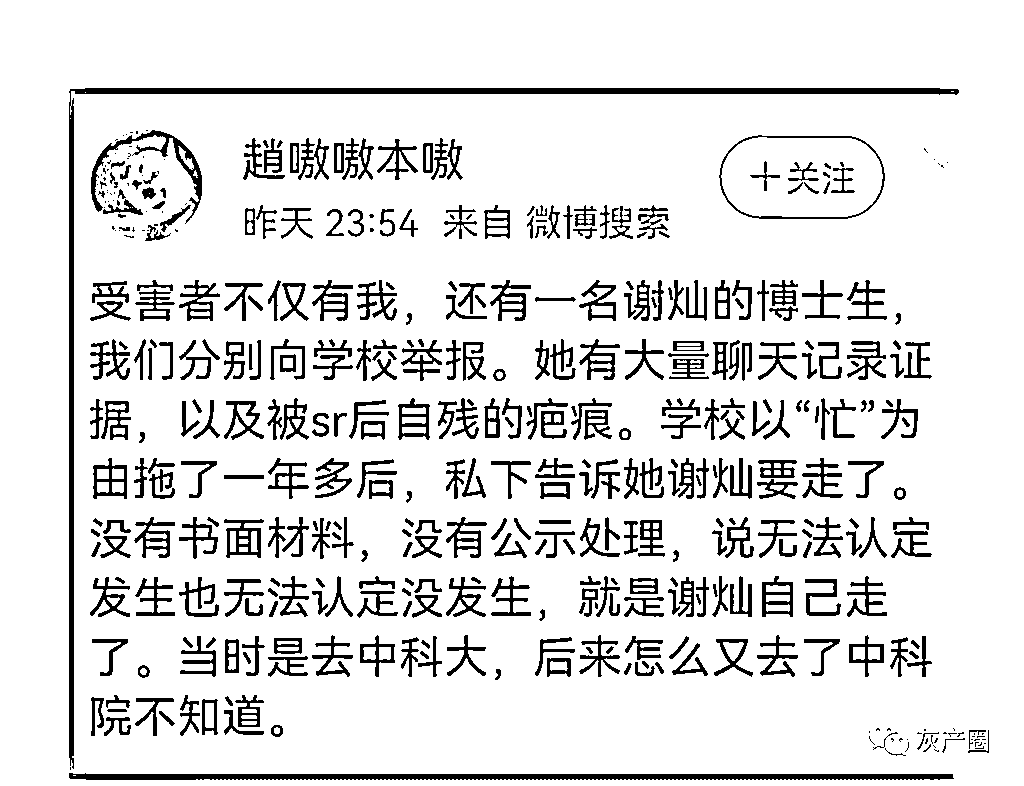 趙嗷嗷本嗷
+关注
昨天 23:54 来自 微博搜索
受害者不仅有我，还有一名谢灿的博士生，
我们分别向学校举报。她有大量聊天记录证
据，以及被sr后自残的疤痕。学校以“忙”为
由拖了一年多后，私下告诉她谢灿要走了。
没有书面材料，没有公示处理，说无法认定
发生也无法认定没发生，就是谢灿自己走
了。当时是去中科大，后来怎么又去了中科
院不知道。
灰产圈